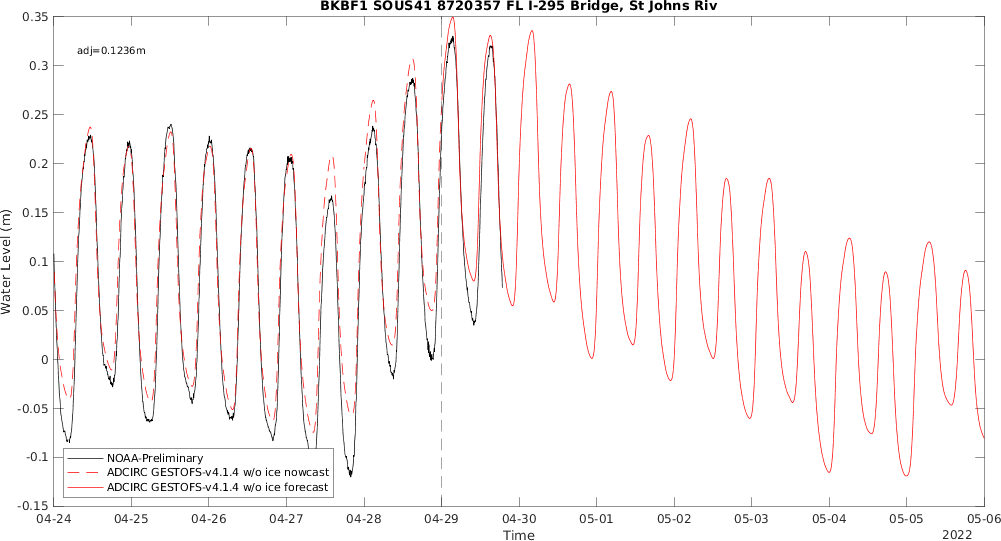 BKBF1 SOUS41 8720357 FL I-295 Bridge, St Johns Riv
0.35
0.3
0.25
0.2
0.15
0.1
0.05
0
-0.05
-0.1
-0.15
Water Level (m)
adj=0.1236m
NOAA-Preliminary
ADCIRC GESTOFS-v4.1.4 w/o ice nowcast
ADCIRC GESTOFS-v4.1.4 w/o ice forecast
04-24 04-25 04-26 04-27 04-28 04-29 04-30 05-01 05-02 05-03 05-04 05-05 05-06
Time
2022